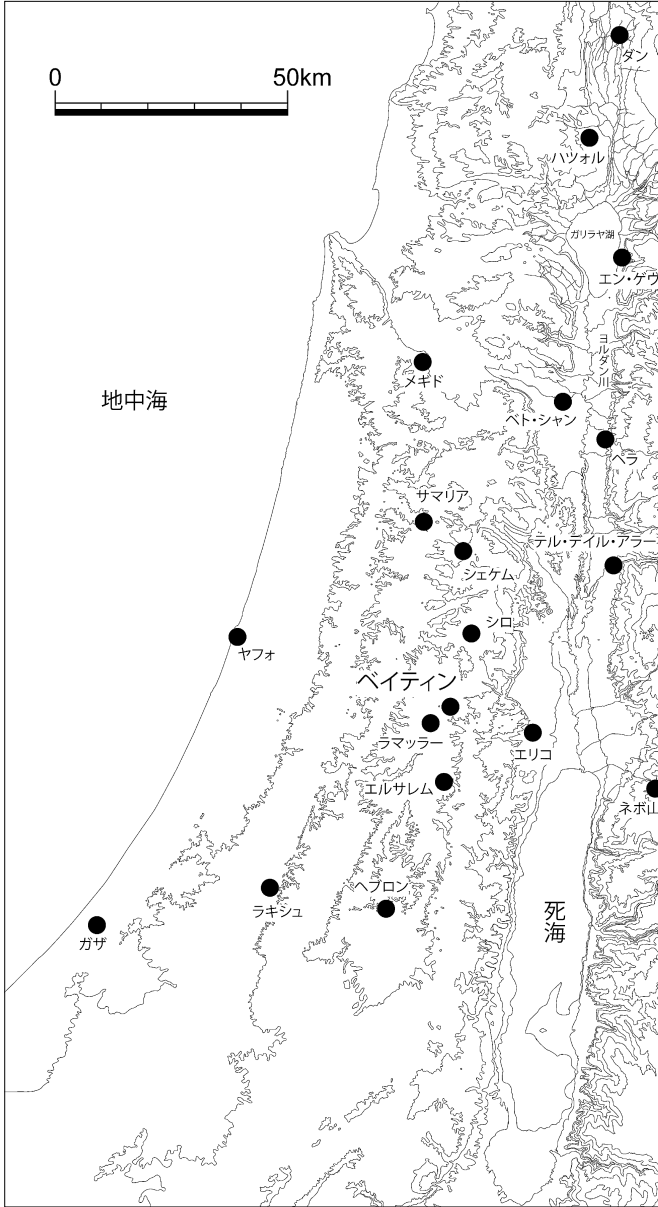 0 50km
ダン
ハツォル
ガリラヤ湖
エン・ゲヴ
ヨルダン川
メギド
地中海
ベト・シャン
ペラ
サマリア
テル・デイル・アラー
シェケム
シロ
ヤフォ
ベイティン
ラマッラー
エリコ
エルサレム
ネボ山
ヘブロン
ラキシュ
死海
ガザ